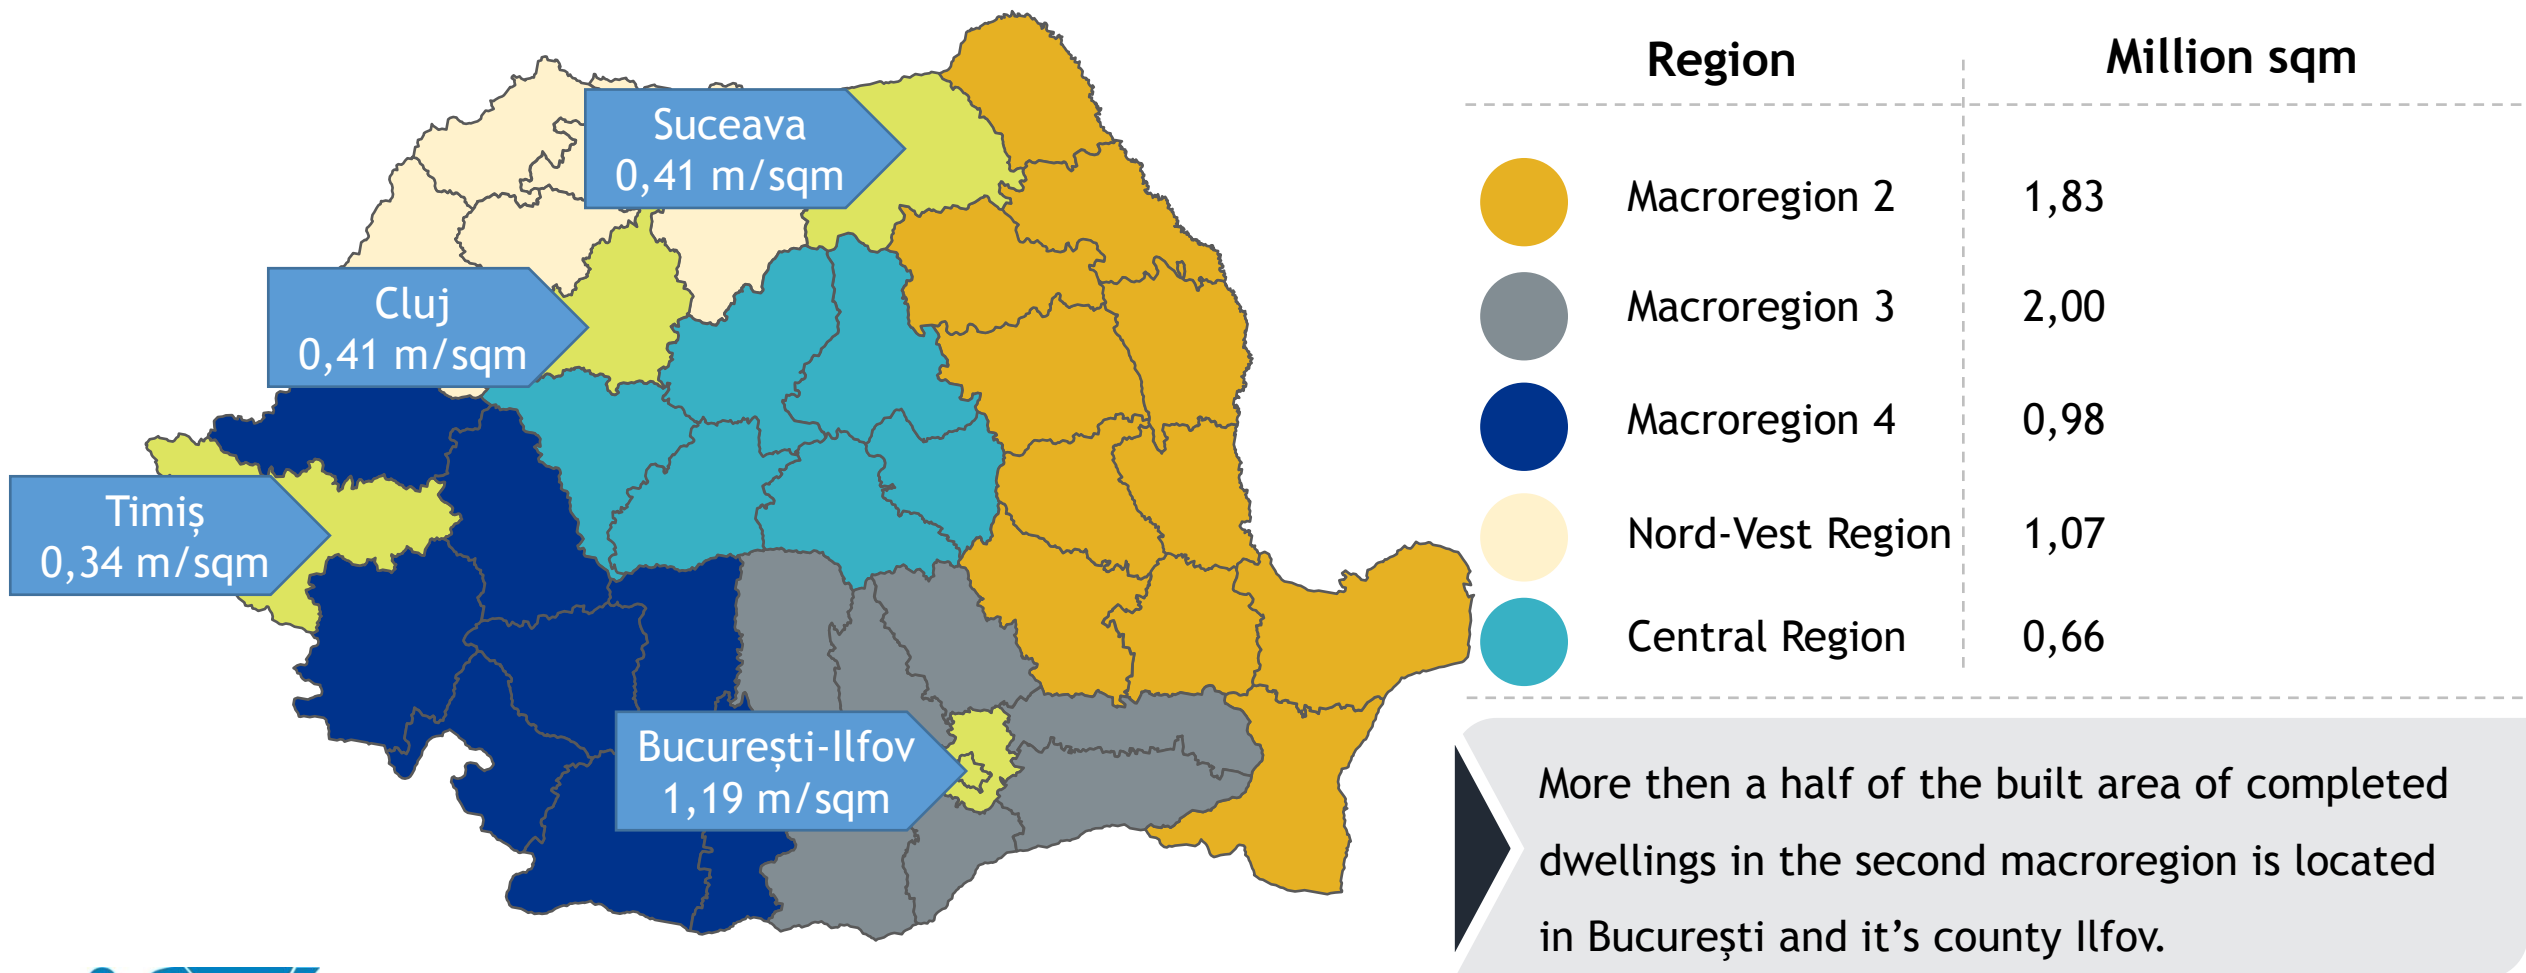 Suceava
0,41 m/sqm
Cluj
0,41 m/sqm
Timiș
0,34 m/sqm
București-Ilfov
1,19 m/sqm
Region Million sqm
Macroregion 2 1,83
Macroregion 3 2,00
Macroregion 4 0,98
Nord-Vest Region 1,07
Central Region 0,66
More then a half of the built area of completed
dwellings in the second macroregion is located
in București and it’s county Ilfov.